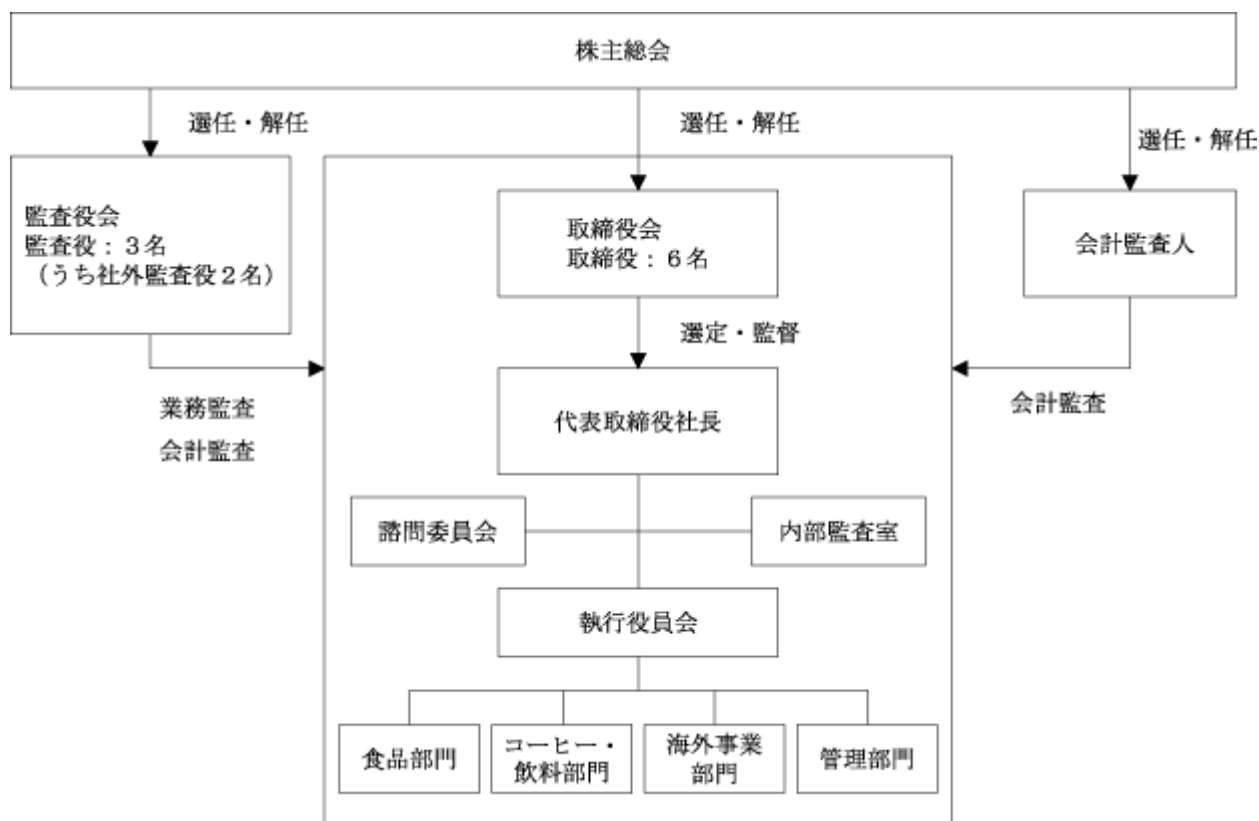 株主総会
選任・解任
選任・解任
選任・解任
監査役会
監査役：３名
（うち社外監査役２名）
取締役会
取締役：６名
会計監査人
選定・監督
業務監査
会計監査
代表取締役社長
会計監査
諮問委員会
内部監査室
執行役員会
食品部門
コーヒー・
飲料部門
海外事業
部門
管理部門